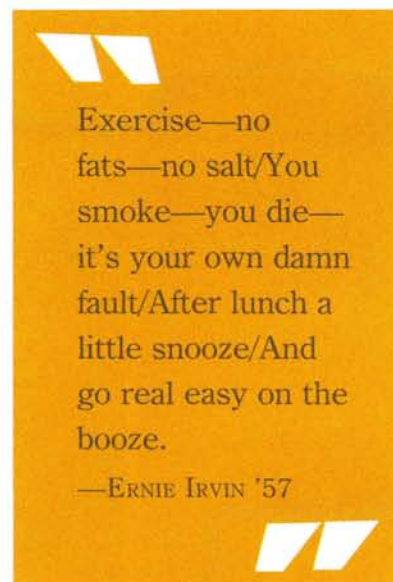 Exercise—no
fats—no salt/You
smoke—you die—
it's your own damn
fault/After lunch a
little snooze/And
go real easy on the
booze.
—ERNIE IRVIN '57